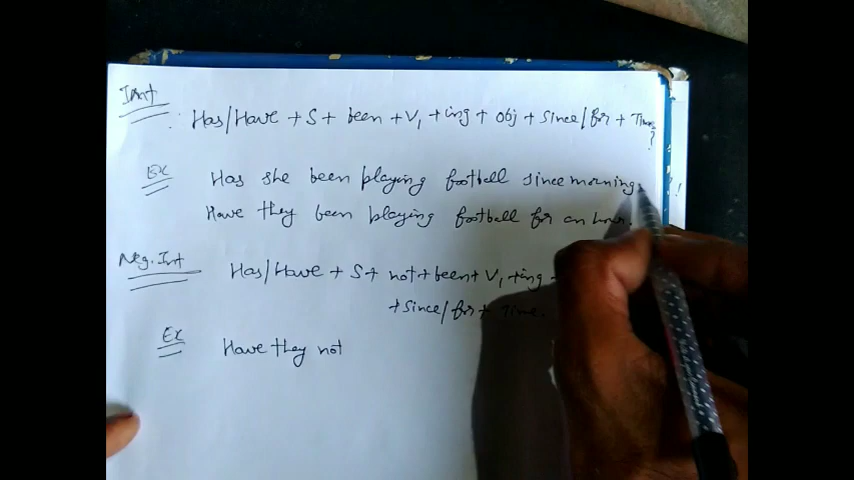 Int
Has/Have + S + been + V1 + ing + obj + Since/for + Time
?
Ex
Has she been playing football since morning
Have they been playing football for an hour.
Neg. Int
Has/Have + S + not + been + V1 + ing +
+ Since/for + Time.
Ex
Have they not